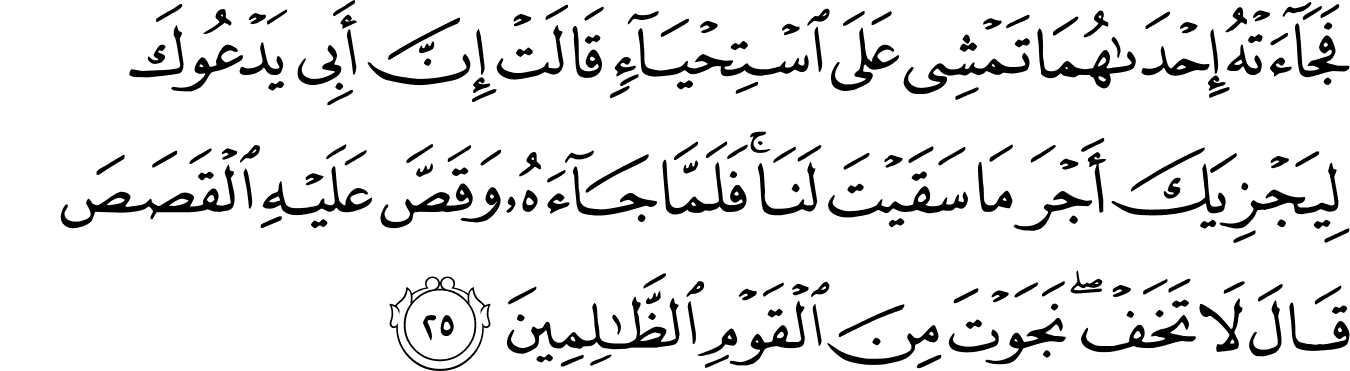 فَجَآءَتْهُ إِحْدَىٰهُمَا تَمْشِى عَلَى ٱسْتِحْيَآءٍ قَالَتْ إِنَّ أَبِى يَدْعُوكَ
لِيَجْزِيَكَ أَجْرَ مَا سَقَيْتَ لَنَا ۚ فَلَمَّا جَآءَهُۥ وَقَصَّ عَلَيْهِ ٱلْقَصَصَ
قَالَ لَا تَخَفْ ۖ نَجَوْتَ مِنَ ٱلْقَوْمِ ٱلظَّـٰلِمِينَ ٢٥